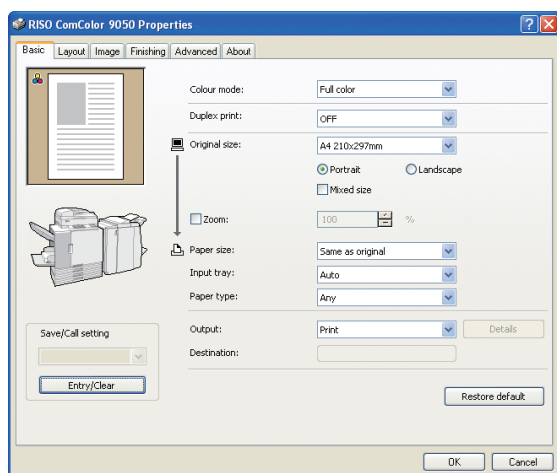 RISO ComColor 9050 Properties
Basic Layout Image Finishing Advanced About
Colour mode: Full color
Duplex print: OFF
Original size: A4 210x297mm
Portrait Landscape
Mixed size
Zoom: 100 %
Paper size: Same as original
Input tray: Auto
Paper type: Any
Save/Call setting
Entry/Clear
Output: Print Details
Destination:
Restore default
OK Cancel